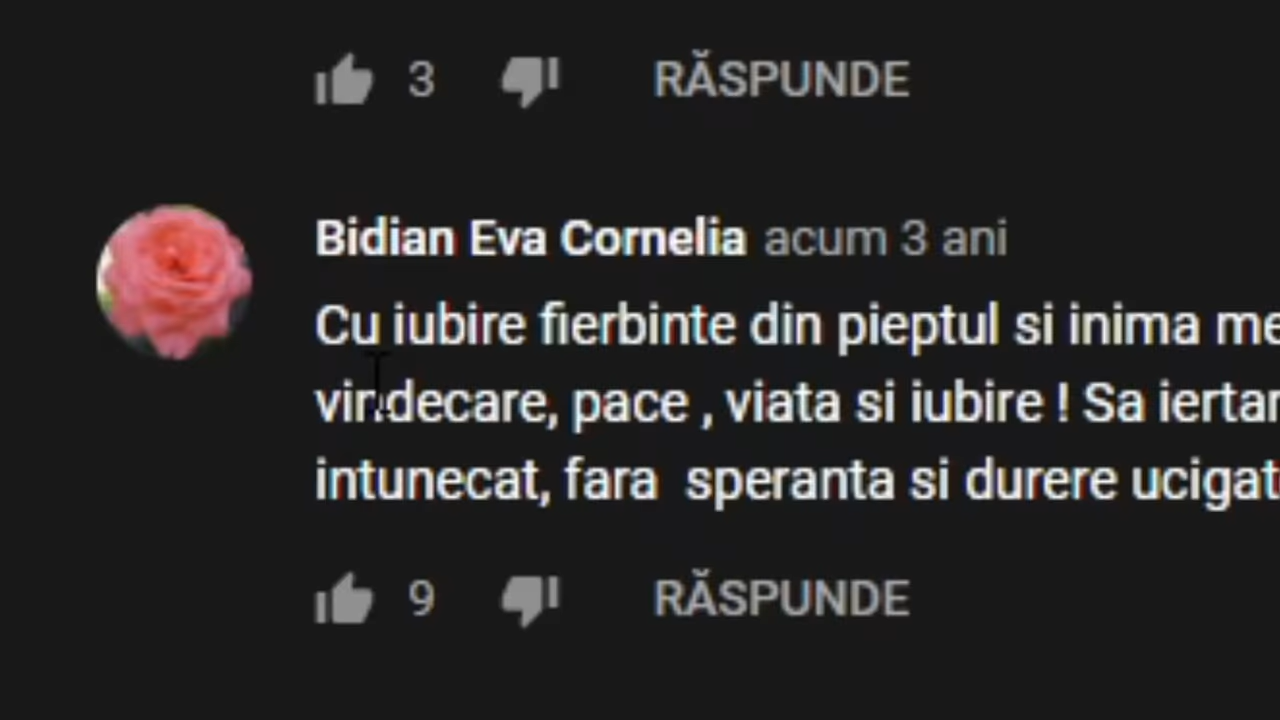 3 RĂSPUNDE
Bidian Eva Cornelia acum 3 ani
Cu iubire fierbinte din pieptul si inima
virdecare, pace , viata si iubire ! Sa
intunecat, fara speranta si durere
9 RĂSPUNDE